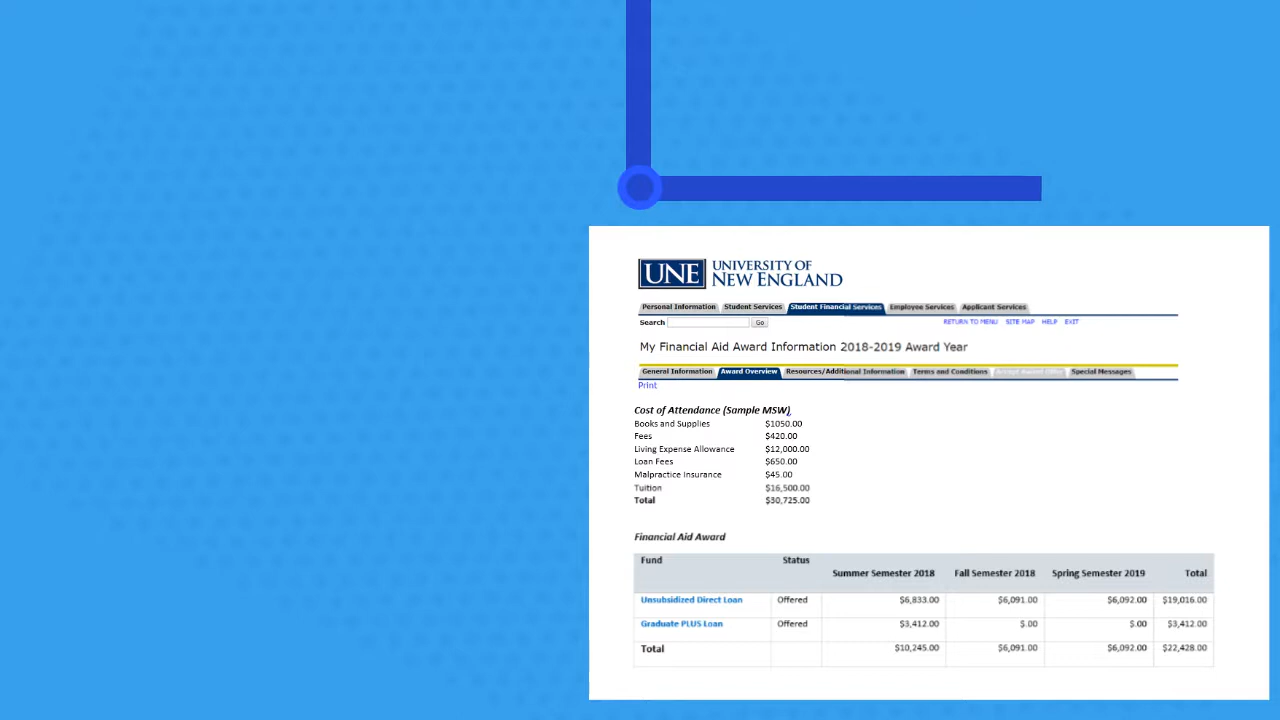 UNE UNIVERSITY OF
NEW ENGLAND
Personal Information Student Services Student Financial Services Employee Services Applicant Services
Search Go RETURN TO MENU SITE MAP HELP EXIT
My Financial Aid Award Information 2018-2019 Award Year
General Information Award Overview Resources/Additional Information Terms and Conditions Accept Award Offer Special Messages
Print
Cost of Attendance (Sample MSW)
Books and Supplies $1050.00
Fees $420.00
Living Expense Allowance $12,000.00
Loan Fees $650.00
Malpractice Insurance $45.00
Tuition $16,500.00
Total $30,725.00
Financial Aid Award
Fund Status Summer Semester 2018 Fall Semester 2018 Spring Semester 2019 Total
Unsubsidized Direct Loan Offered $6,833.00 $6,091.00 $6,092.00 $19,016.00
Graduate PLUS Loan Offered $3,412.00 $.00 $.00 $3,412.00
Total $10,245.00 $6,091.00 $6,092.00 $22,428.00